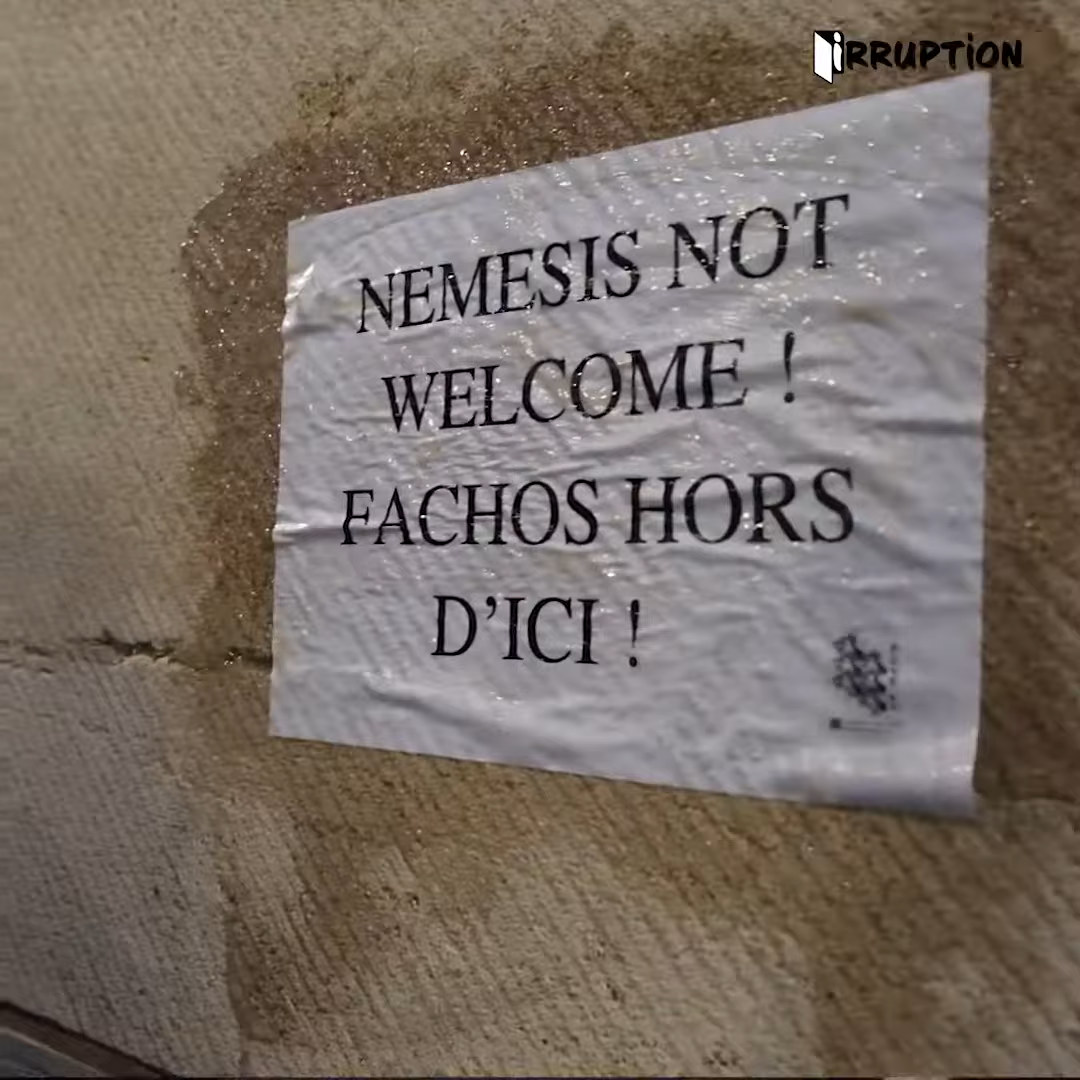 iRRUPTION
NEMESIS NOT
WELCOME !
FACHOS HORS
D'ICI !